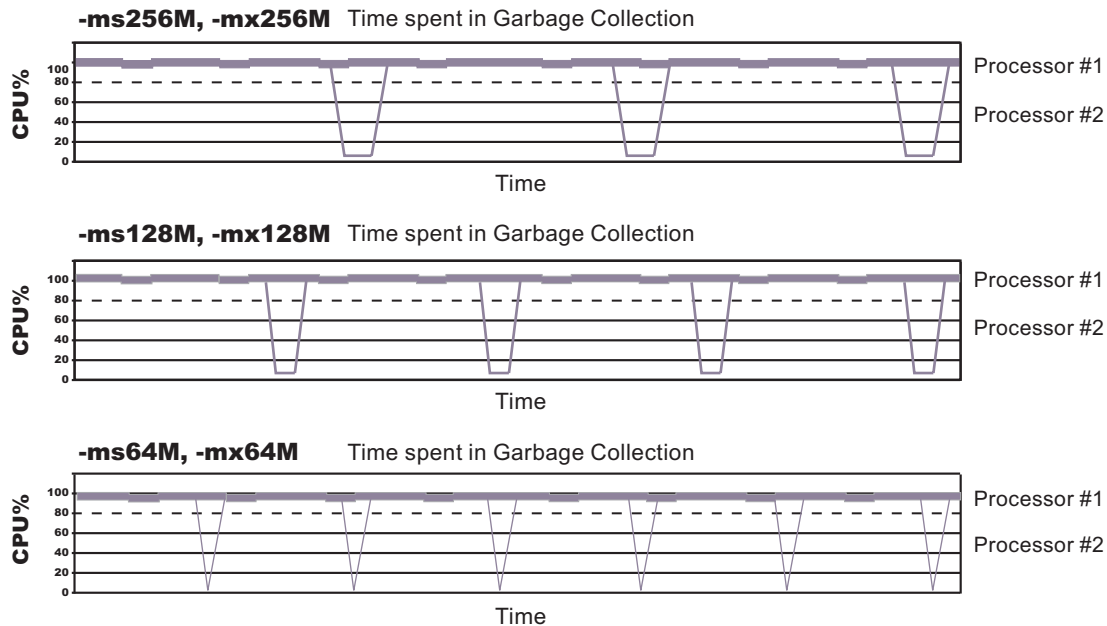 -ms256M, -mx256M Time spent in Garbage Collection
CPU%
100
80
60
40
20
0
Processor #1
Processor #2
Time
-ms128M, -mx128M Time spent in Garbage Collection
CPU%
100
80
60
40
20
0
Processor #1
Processor #2
Time
-ms64M, -mx64M Time spent in Garbage Collection
CPU%
100
80
60
40
20
0
Processor #1
Processor #2
Time